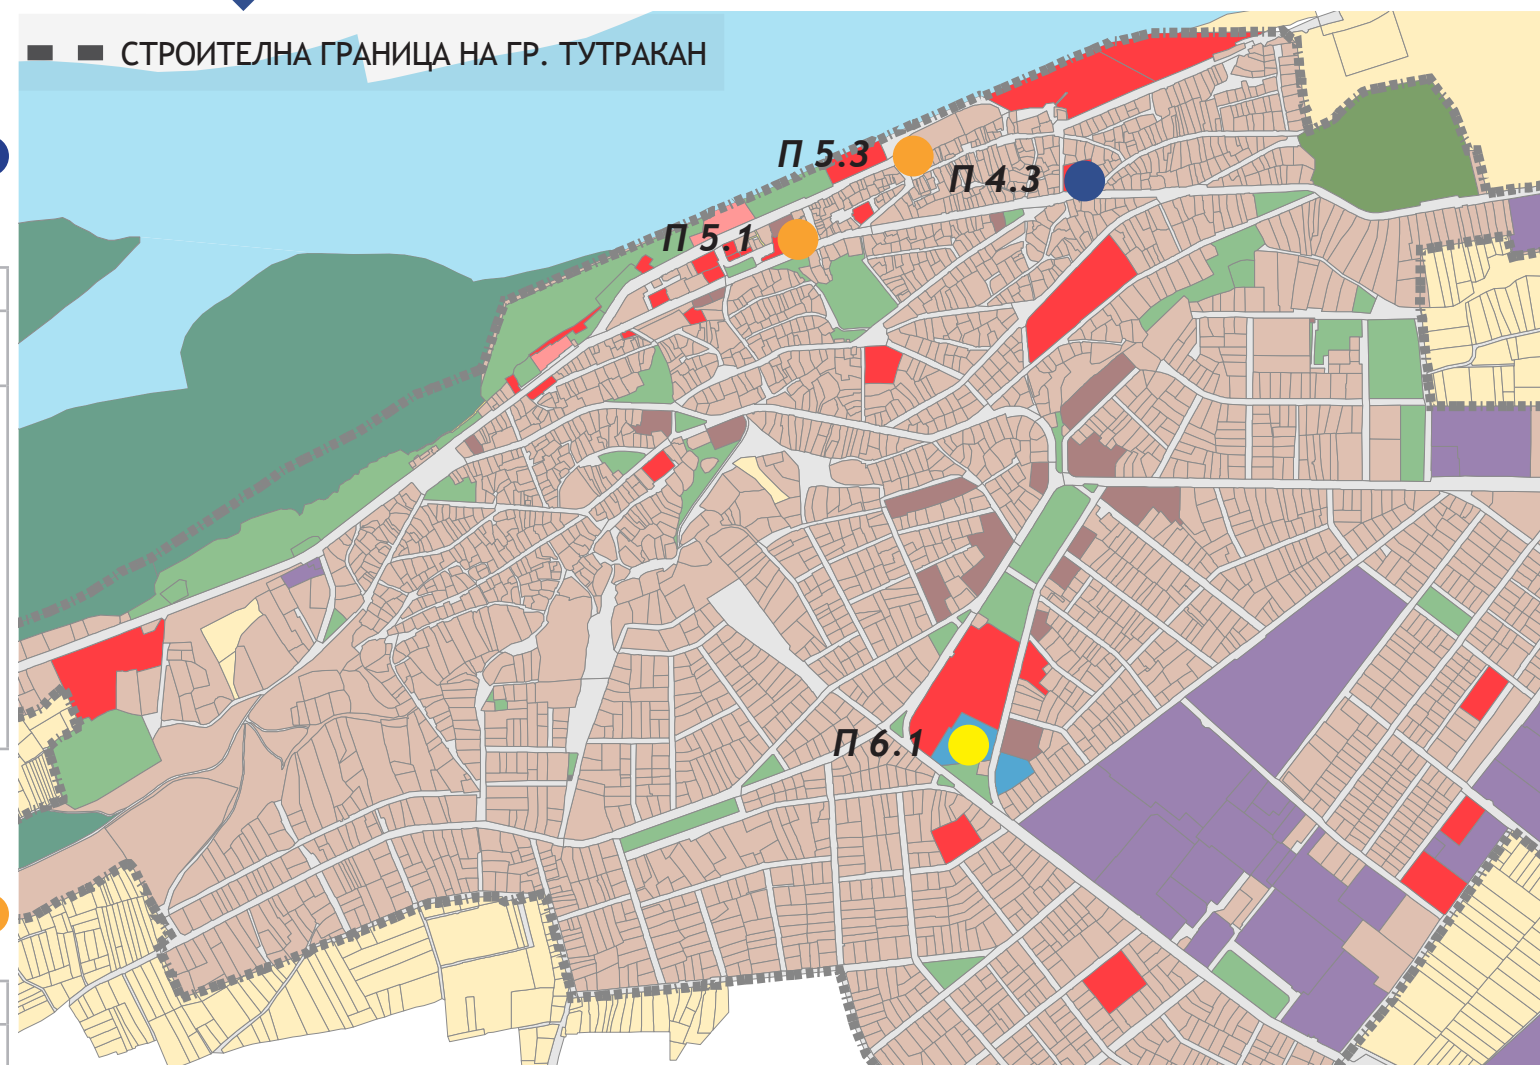 СТРОИТЕЛНА ГРАНИЦА НА ГР. ТУТРАКАН
П 5.3
П 4.3
П 5.1
П 6.1